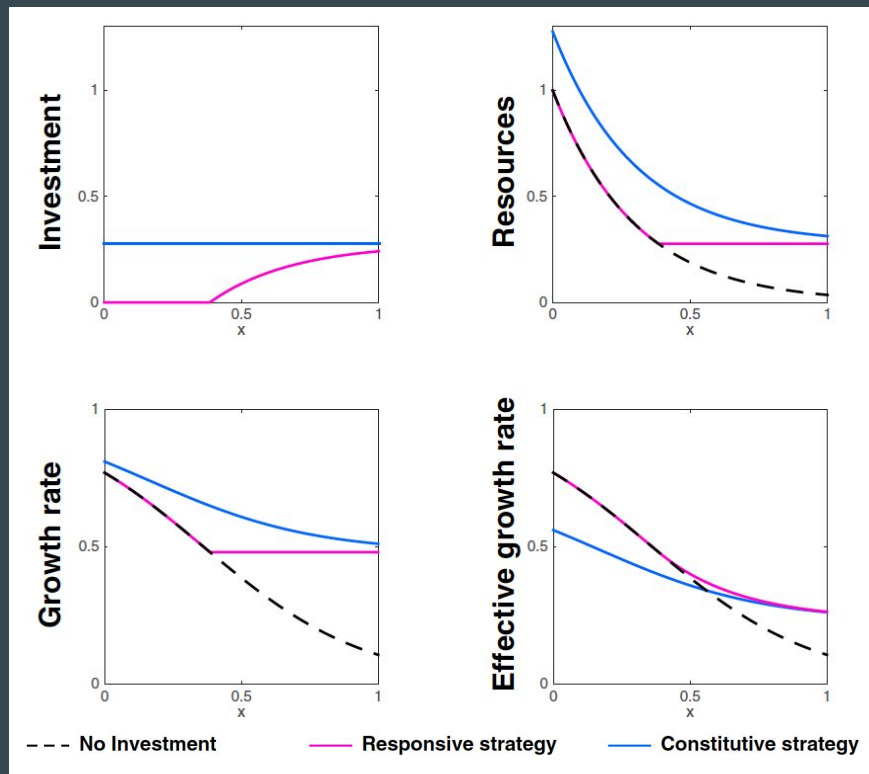 Investment
1
0.5
0
0
0.5
1
x
Resources
1
0.5
0
0
0.5
1
x
Growth rate
1
0.5
0
0
0.5
1
x
Effective growth rate
1
0.5
0
0
0.5
1
x
No Investment
Responsive strategy
Constitutive strategy